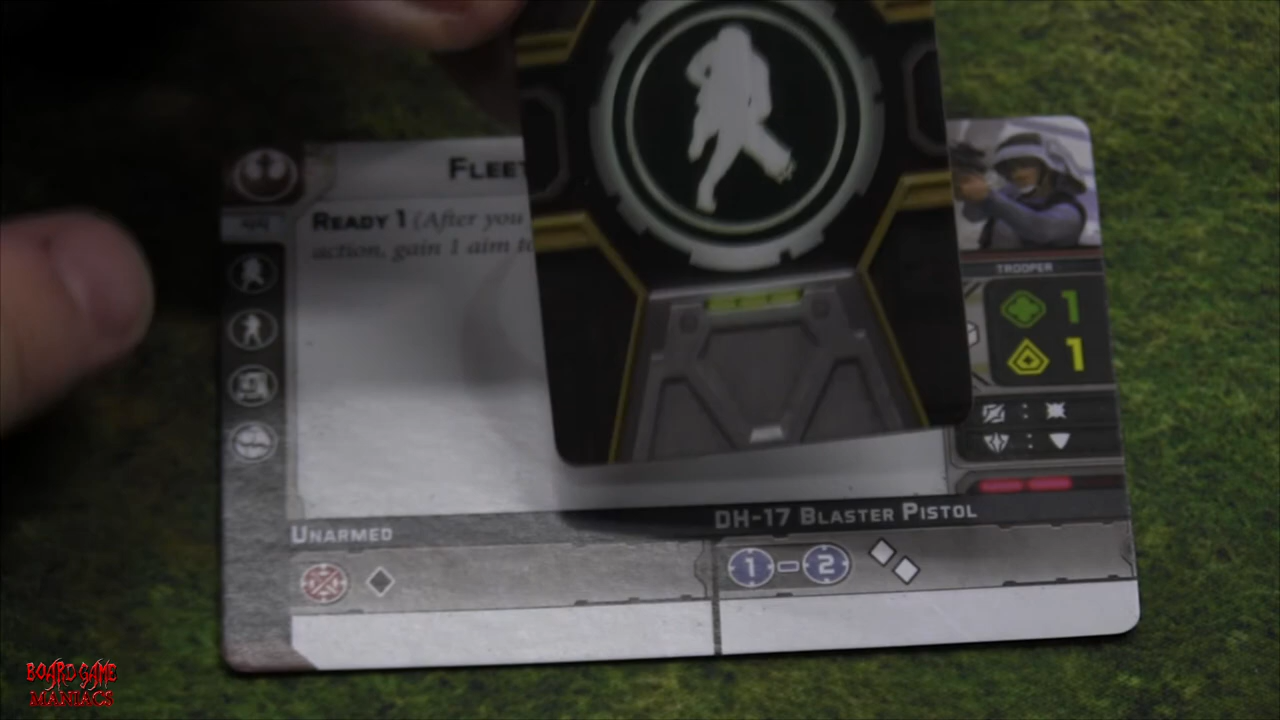 FLEET
READY 1 (After you
action, gain 1 aim to
TROOPER
1
1
: 
:
UNARMED
DH-17 BLASTER PISTOL
1 - 2
BOARD GAME
MANIACS